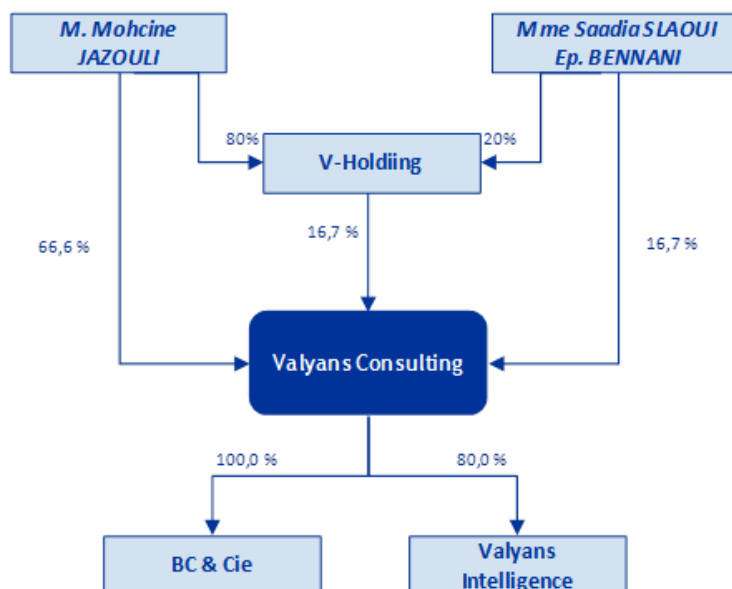 M. Mohcine
JAZOULI
Mme Saadia SLAOUI
Ep. BENNANI
80%
20%
V-Holdiing
16,7 %
66,6 %
16,7 %
Valyans Consulting
100,0 %
80,0 %
BC & Cie
Valyans
Intelligence